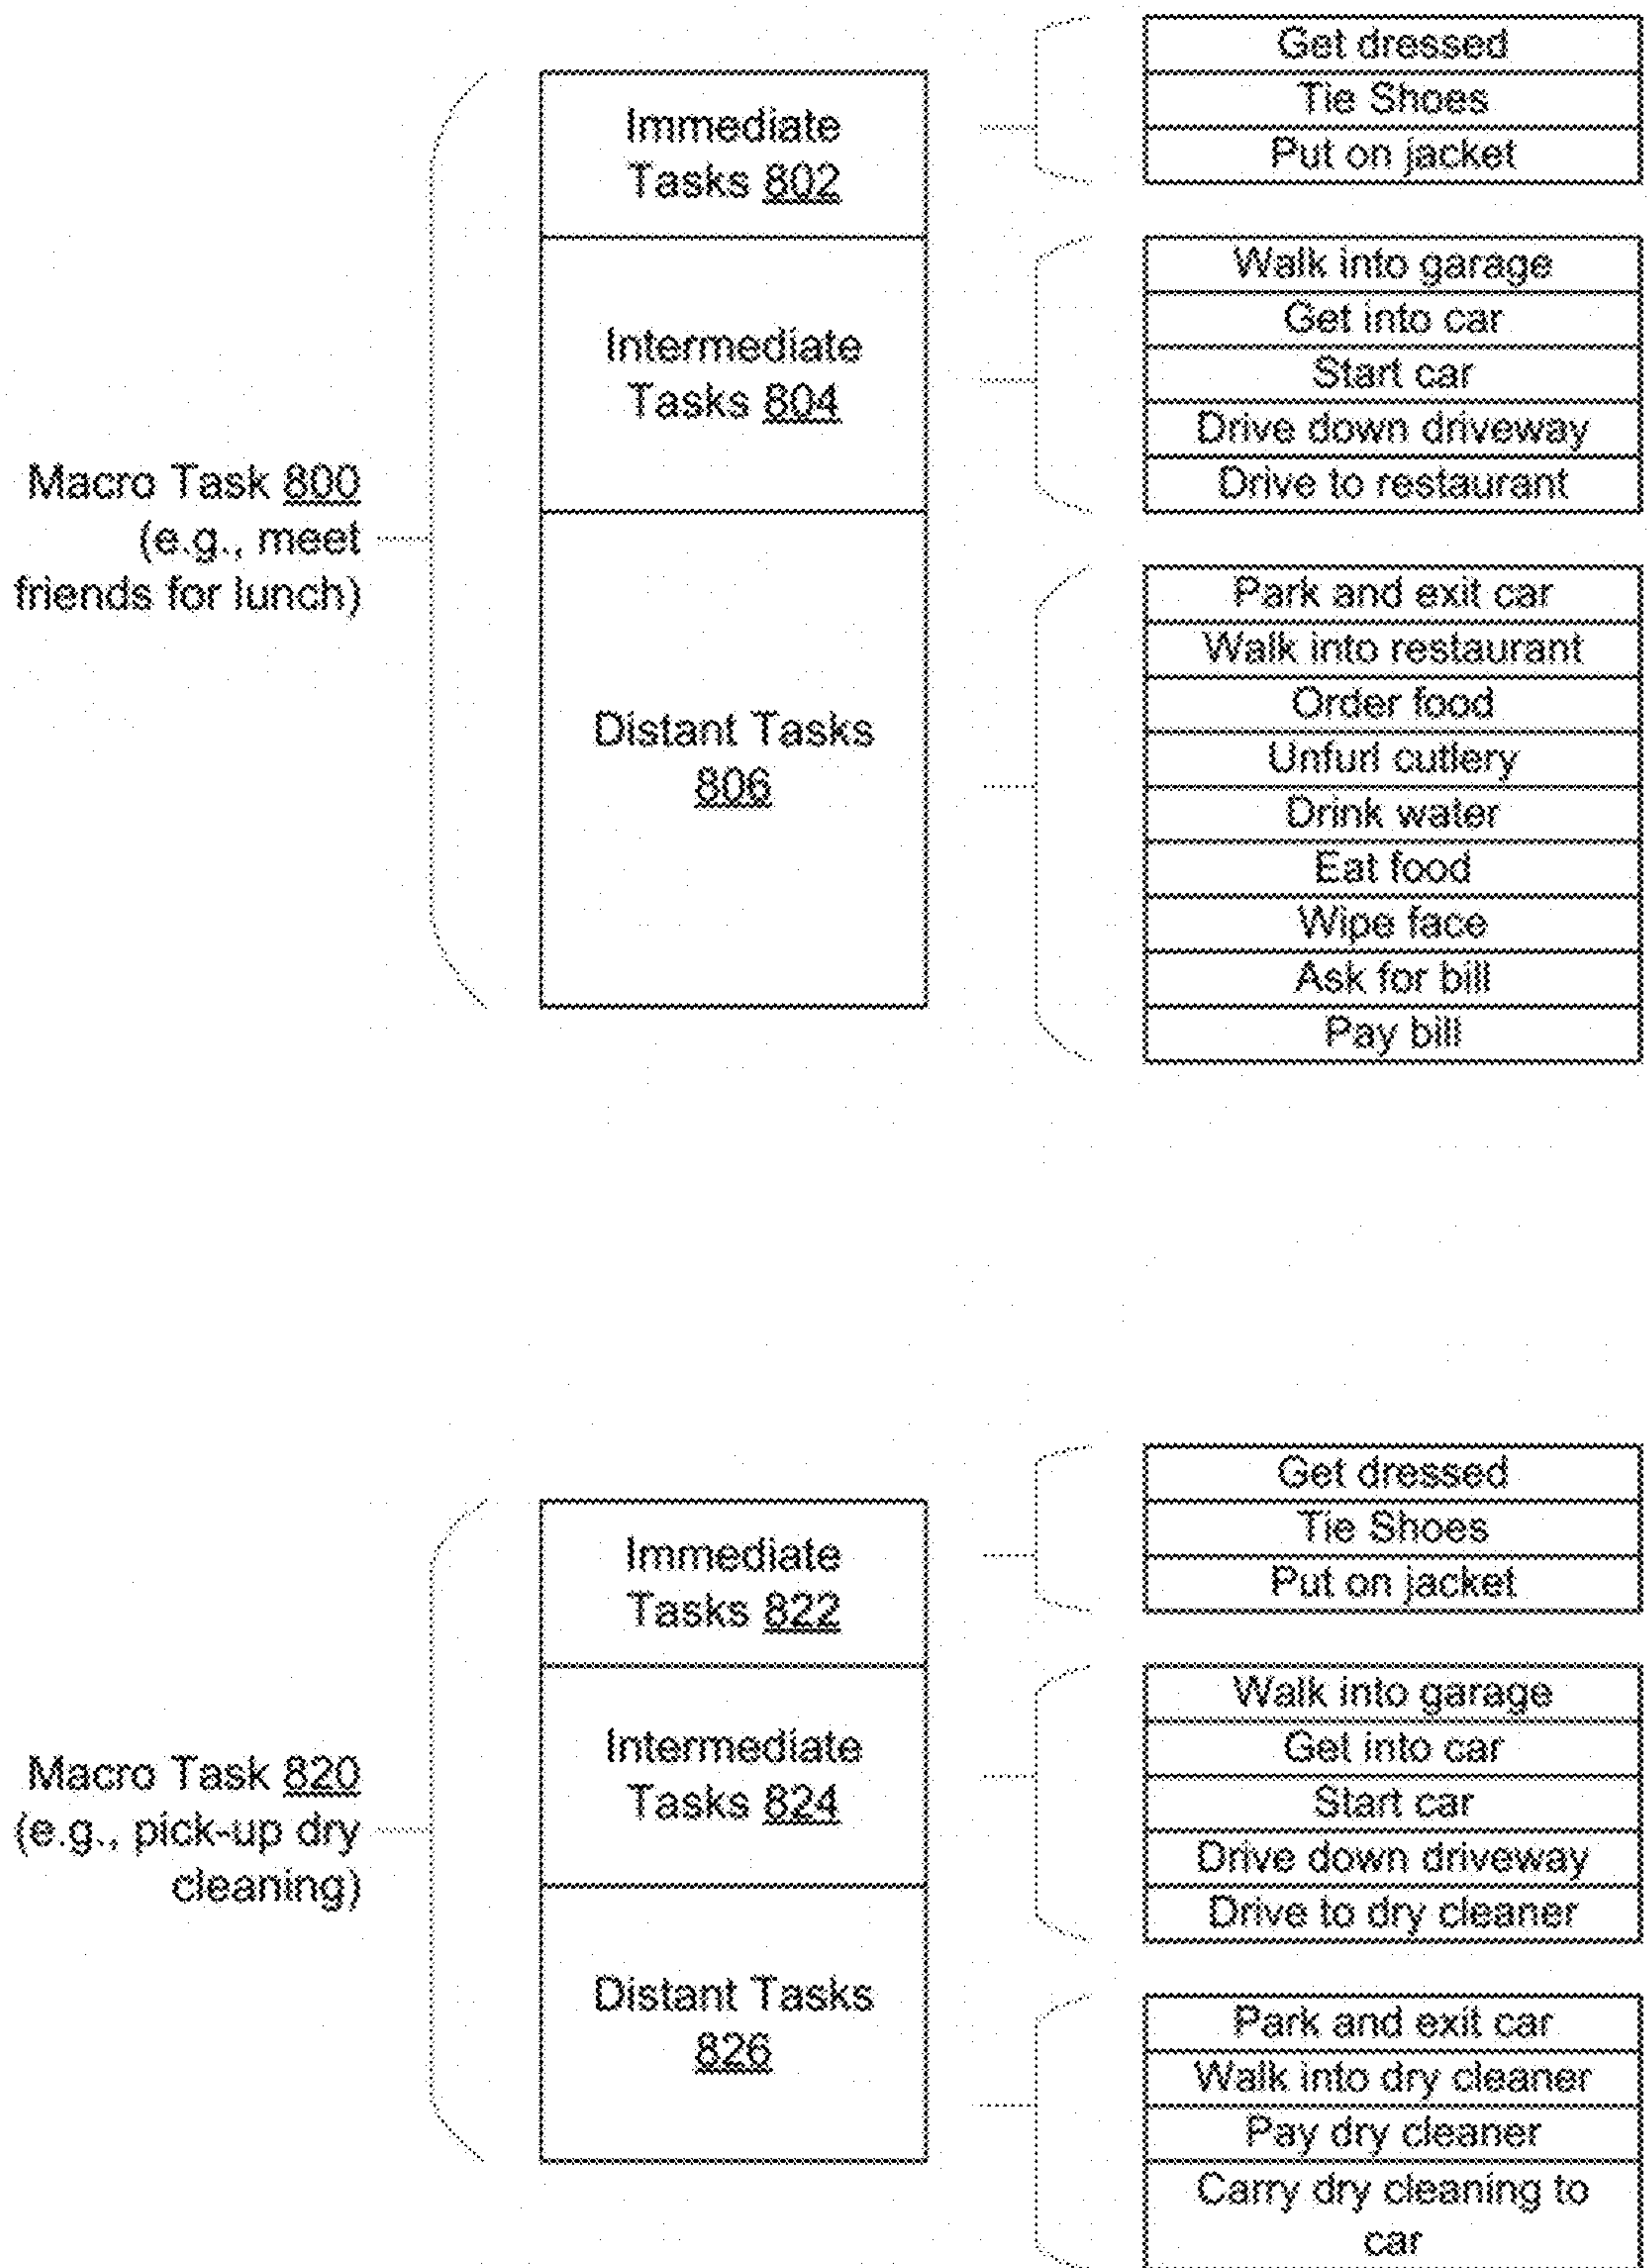 Macro Task 800
(e.g., meet
friends for lunch)
Immediate
Tasks 802
Get dressed
Tie Shoes
Put on jacket
Intermediate
Tasks 804
Walk into garage
Get into car
Start car
Drive down driveway
Drive to restaurant
Distant Tasks
806
Park and exit car
Walk into restaurant
Order food
Unfurl cutlery
Drink water
Eat food
Wipe face
Ask for bill
Pay bill
Macro Task 820
(e.g., pick-up dry
cleaning)
Immediate
Tasks 822
Get dressed
Tie Shoes
Put on jacket
Intermediate
Tasks 824
Walk into garage
Get into car
Start car
Drive down driveway
Drive to dry cleaner
Distant Tasks
826
Park and exit car
Walk into dry cleaner
Pay dry cleaner
Carry dry cleaning to
car